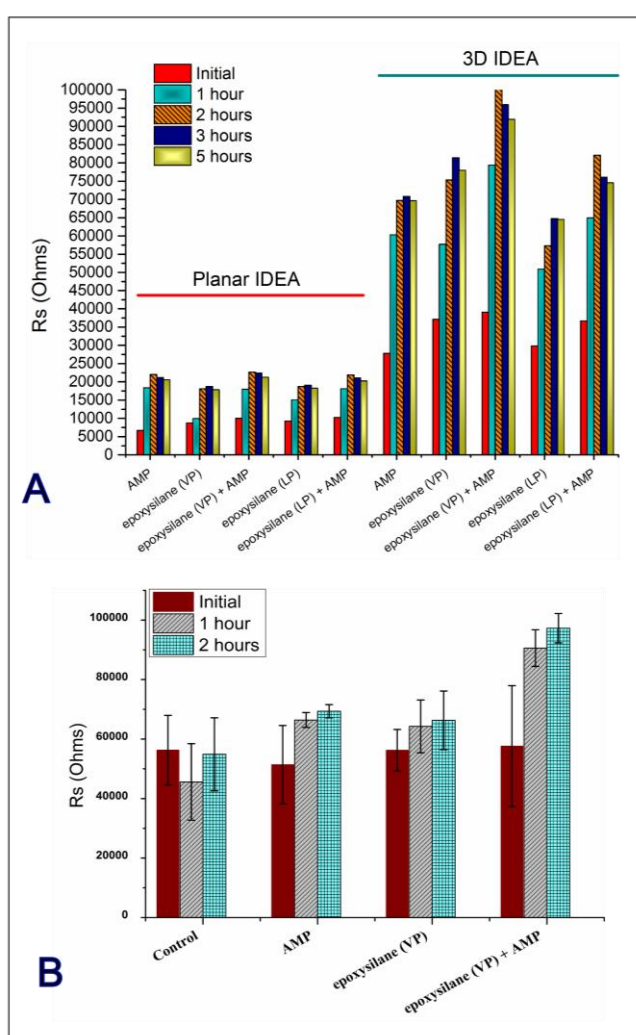 3D IDEA
Initial
1 hour
2 hours
3 hours
5 hours
100000
95000
90000
85000
80000
75000
70000
65000
60000
55000
50000
45000
40000
35000
30000
25000
20000
15000
10000
5000
0
Rs (Ohms)
Planar IDEA
AMP
epoxysilane (VP)
epoxysilane (VP) + AMP
epoxysilane (LP)
epoxysilane (LP) + AMP
AMP
epoxysilane (VP)
epoxysilane (VP) + AMP
epoxysilane (LP)
epoxysilane (LP) + AMP
A
Initial
1 hour
2 hours
100000
80000
60000
40000
20000
0
Rs (Ohms)
Control
AMP
epoxysilane (VP)
epoxysilane (VP) + AMP
B